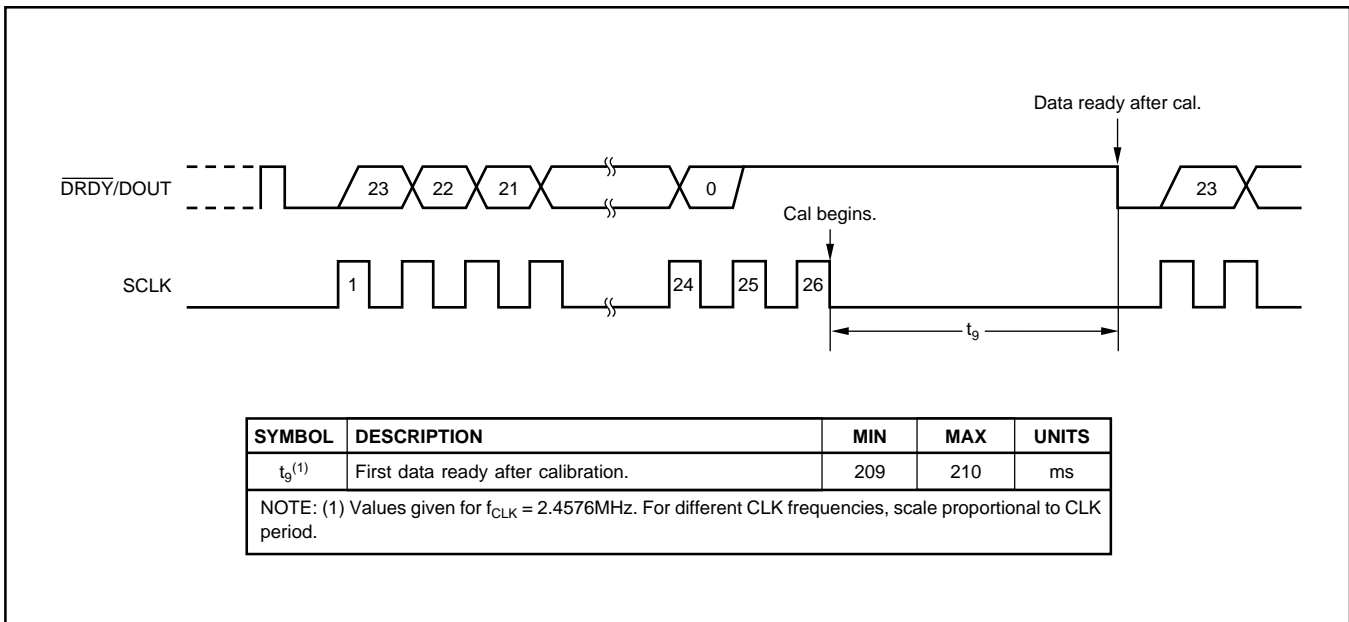 Data ready after cal.
DRDY/DOUT
23
22
21
0
23
Cal begins.
SCLK
1
24
25
26
t9
SYMBOL DESCRIPTION MIN MAX UNITS
t9(1) First data ready after calibration. 209 210 ms
NOTE: (1) Values given for fCLK = 2.4576MHz. For different CLK frequencies, scale proportional to CLK
period.